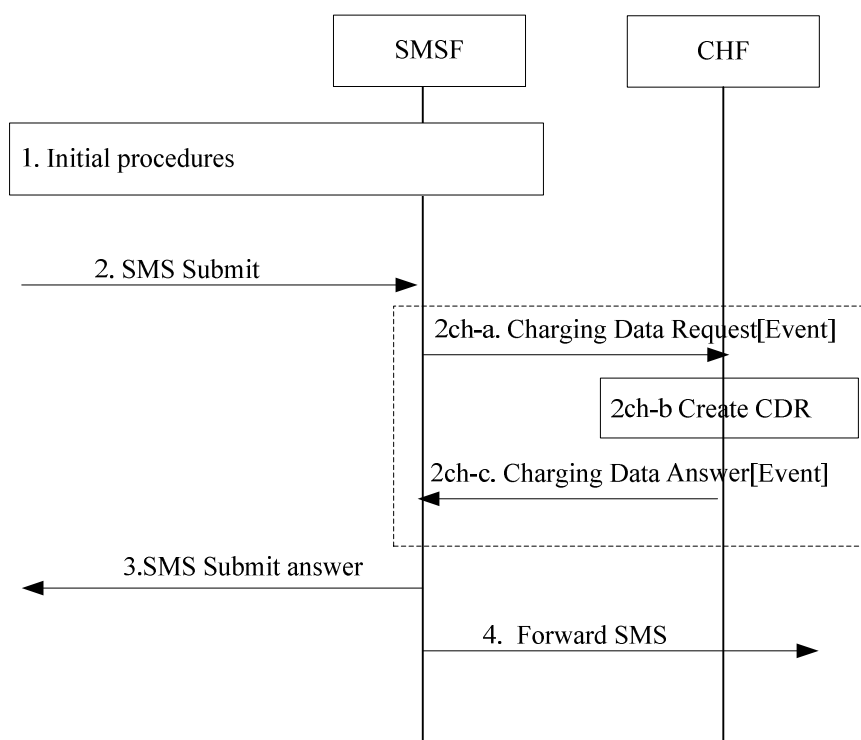 SMSF
CHF
1. Initial procedures
2. SMS Submit
2ch-a. Charging Data Request[Event]
2ch-b Create CDR
2ch-c. Charging Data Answer[Event]
3.SMS Submit answer
4. Forward SMS